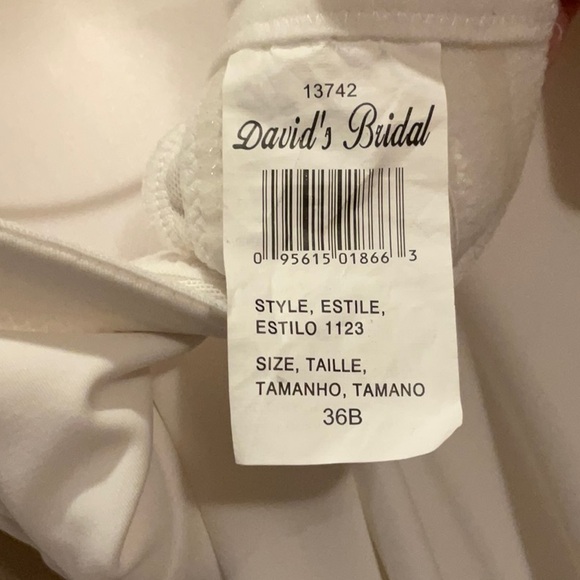 13742
David's Bridal
0 95615 01866 3
STYLE, ESTILE,
ESTILO 1123
SIZE, TAILLE,
TAMANHO, TAMANO
36B